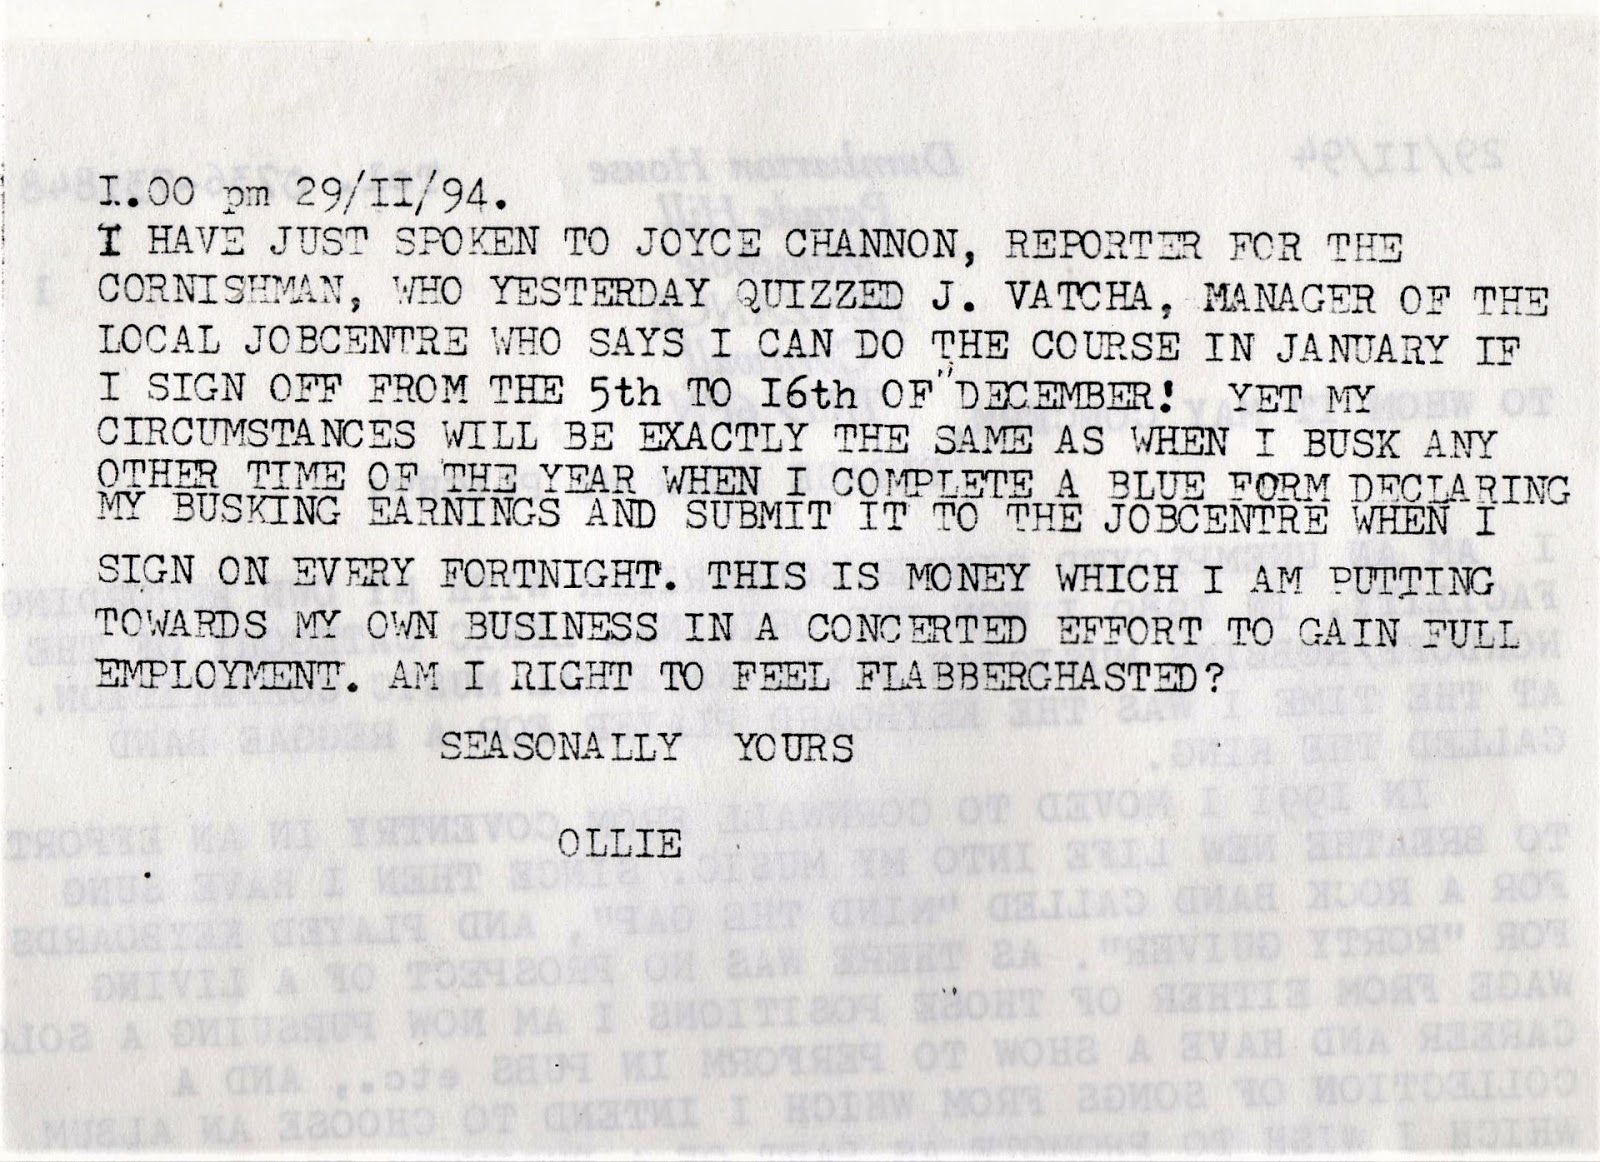 I.00 pm 29/II/94.
I HAVE JUST SPOKEN TO JOYCE CHANNON, REPORTER FOR THE
CORNISHMAN, WHO YESTERDAY QUIZZED J. VATCHA, MANAGER OF THE
LOCAL JOBCENTRE WHO SAYS I CAN DO THE COURSE IN JANUARY IF
I SIGN OFF FROM THE 5th TO I6th OF DECEMBER! YET MY
CIRCUMSTANCES WILL BE EXACTLY THE SAME AS WHEN I BUSK ANY
OTHER TIME OF THE YEAR WHEN I COMPLETE A BLUE FORM DECLARING
MY BUSKING EARNINGS AND SUBMIT IT TO THE JOBCENTRE WHEN I
SIGN ON EVERY FORTNIGHT. THIS IS MONEY WHICH I AM PUTTING
TOWARDS MY OWN BUSINESS IN A CONCERTED EFFORT TO GAIN FULL
EMPLOYMENT. AM I RIGHT TO FEEL FLABBERGHASTED?
SEASONALLY YOURS
OLLIE